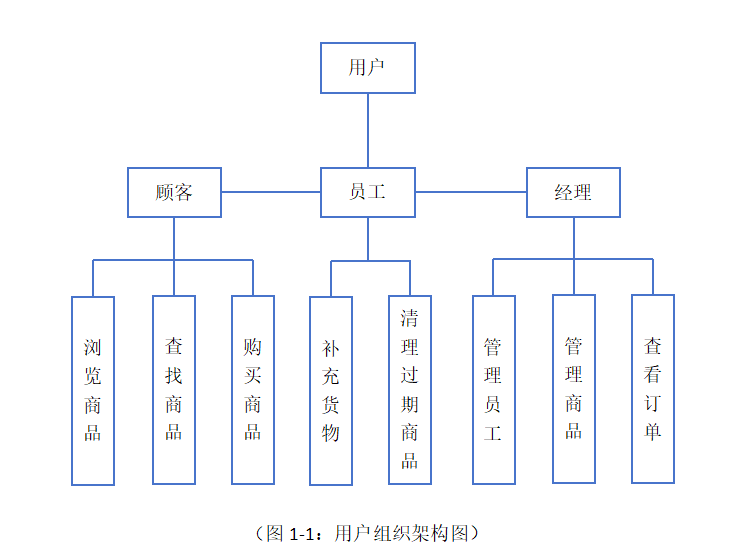 用户
顾客
员工
经理
浏览商品
查找商品
购买商品
补充货物
清理过期商品
管理员工
管理商品
查看订单
（图 1-1：用户组织架构图）